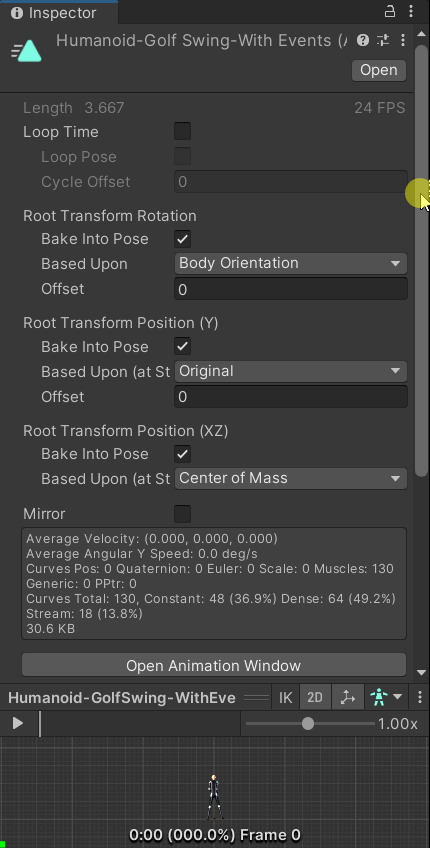 Inspector
Humanoid-Golf Swing-With Events (A
Open
Length 3.667 24 FPS
Loop Time
Loop Pose
Cycle Offset 0
Root Transform Rotation
Bake Into Pose
Based Upon Body Orientation
Offset 0
Root Transform Position (Y)
Bake Into Pose
Based Upon (at St Original
Offset 0
Root Transform Position (XZ)
Bake Into Pose
Based Upon (at St Center of Mass
Mirror
Average Velocity: (0.000, 0.000, 0.000)
Average Angular Y Speed: 0.0 deg/s
Curves Pos: 0 Quaternion: 0 Euler: 0 Scale: 0 Muscles: 130
Generic: 0 PPtr: 0
Curves Total: 130, Constant: 48 (36.9%) Dense: 64 (49.2%)
Stream: 18 (13.8%)
30.6 KB
Open Animation Window
Humanoid-GolfSwing-WithEve IK 2D
1.00x
0:00 (000.0%) Frame 0